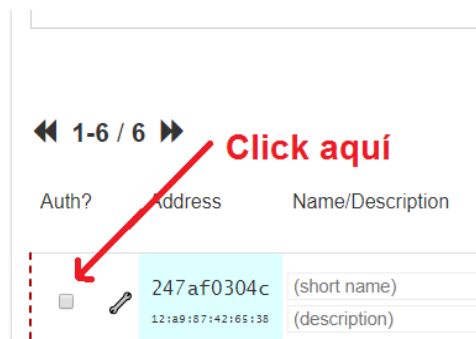 1-6 / 6
Click aquí
Auth?
Address
Name/Description
247af0304c
(short name)
12:a9:87:42:65:38
(description)